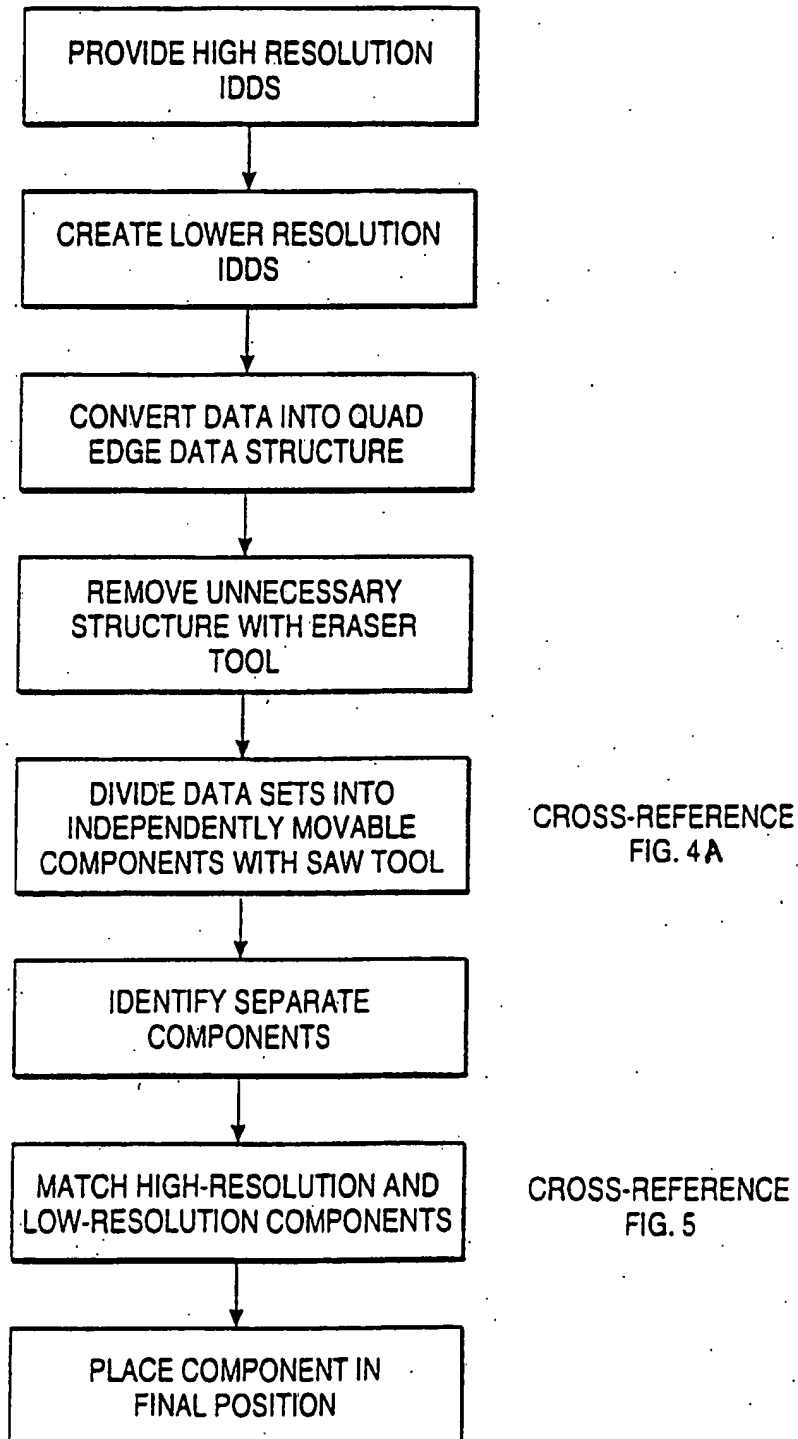 PROVIDE HIGH RESOLUTION
IDDS
CREATE LOWER RESOLUTION
IDDS
CONVERT DATA INTO QUAD
EDGE DATA STRUCTURE
REMOVE UNNECESSARY
STRUCTURE WITH ERASER
TOOL
DIVIDE DATA SETS INTO
INDEPENDENTLY MOVABLE
COMPONENTS WITH SAW TOOL
CROSS-REFERENCE
FIG. 4A
IDENTIFY SEPARATE
COMPONENTS
MATCH HIGH-RESOLUTION AND
LOW-RESOLUTION COMPONENTS
CROSS-REFERENCE
FIG. 5
PLACE COMPONENT IN
FINAL POSITION